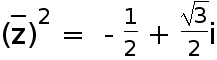 (z̅)² = - 1/2 + √3/2 i